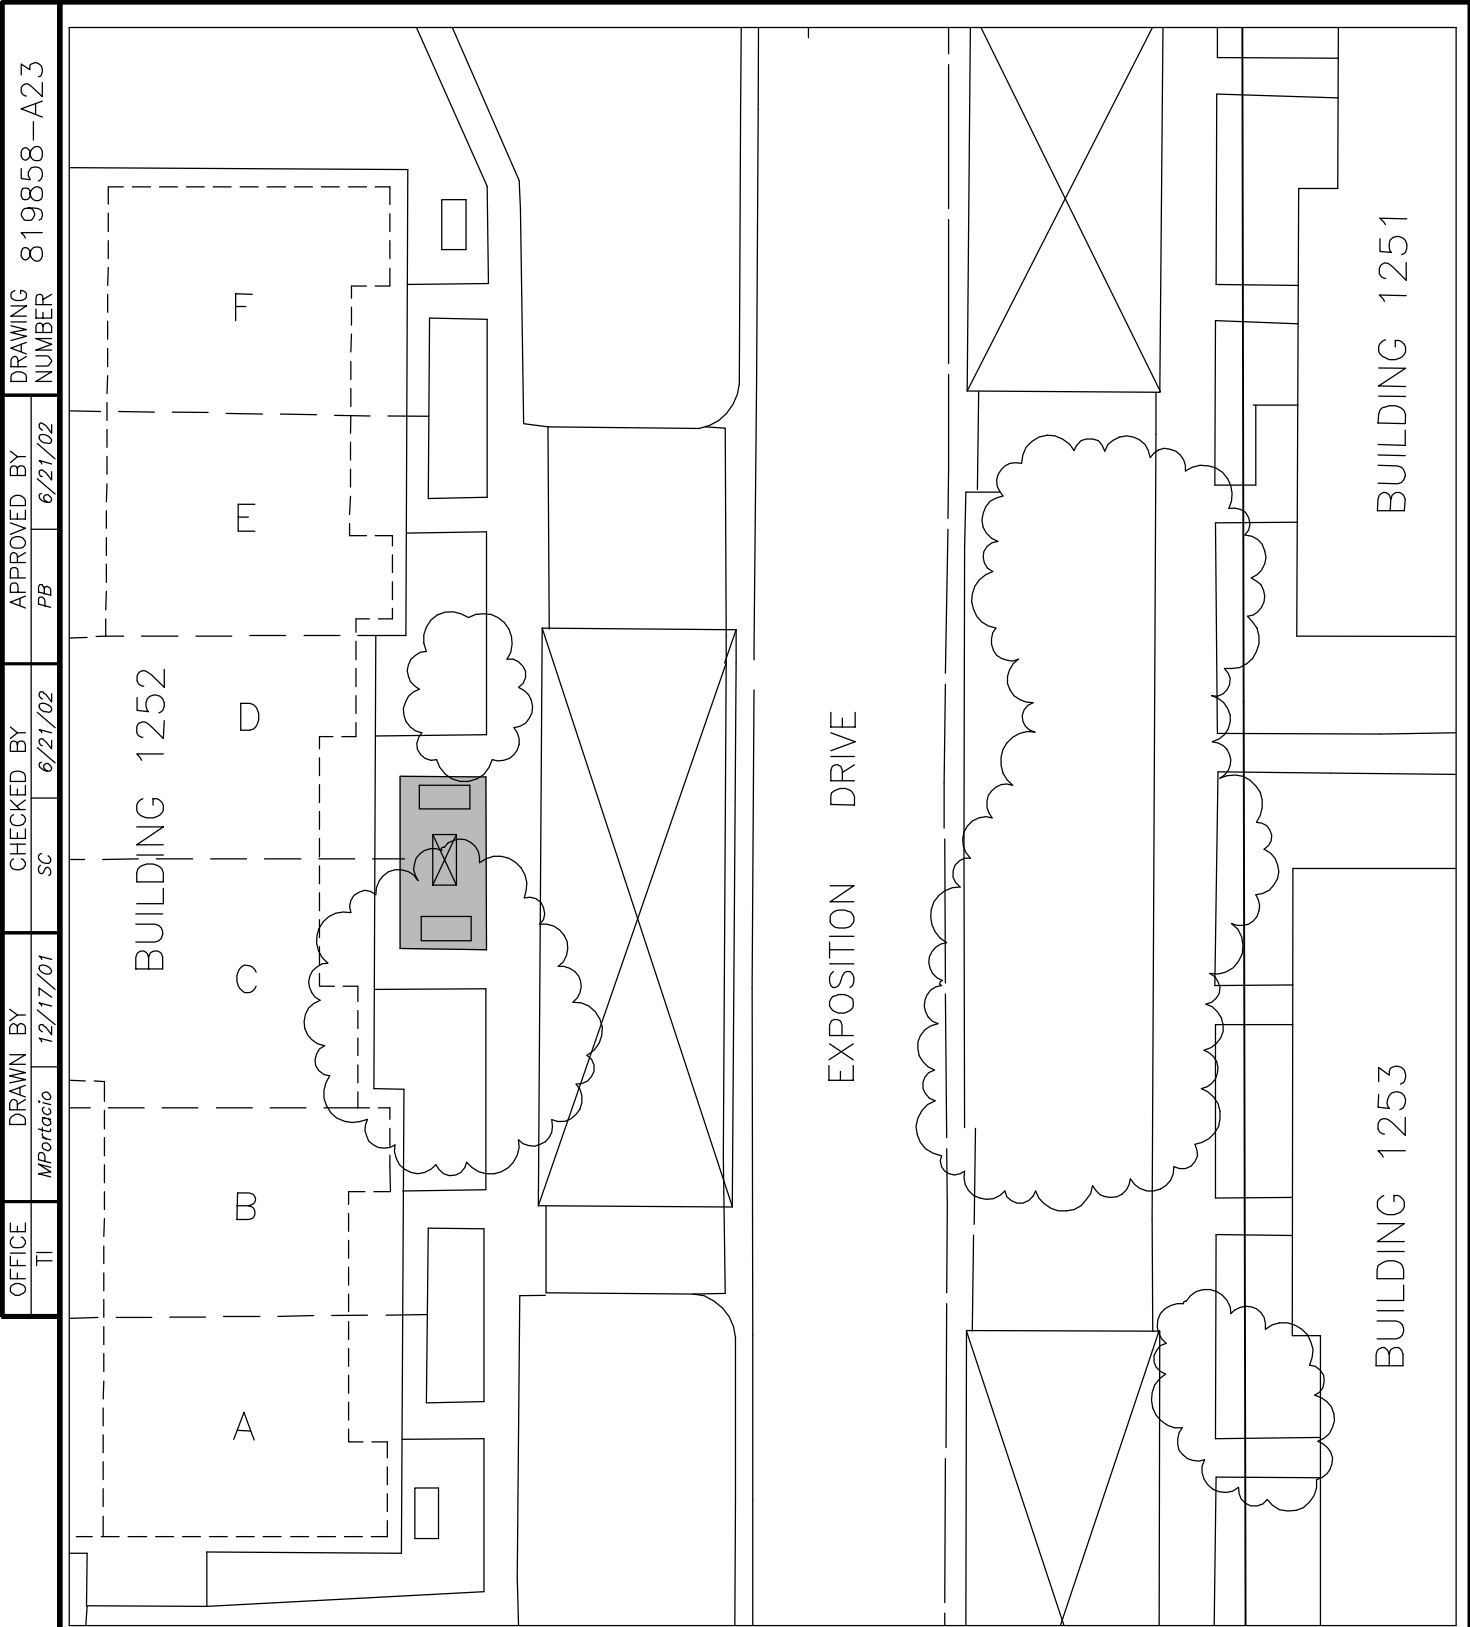 OFFICE
TI
DRAWN BY
MPortacio 12/17/01
CHECKED BY
SC 6/21/02
APPROVED BY
PB 6/21/02
DRAWING
NUMBER
819858-A23
BUILDING 1252
A
B
C
D
E
F
EXPOSITION DRIVE
BUILDING 1253
BUILDING 1251